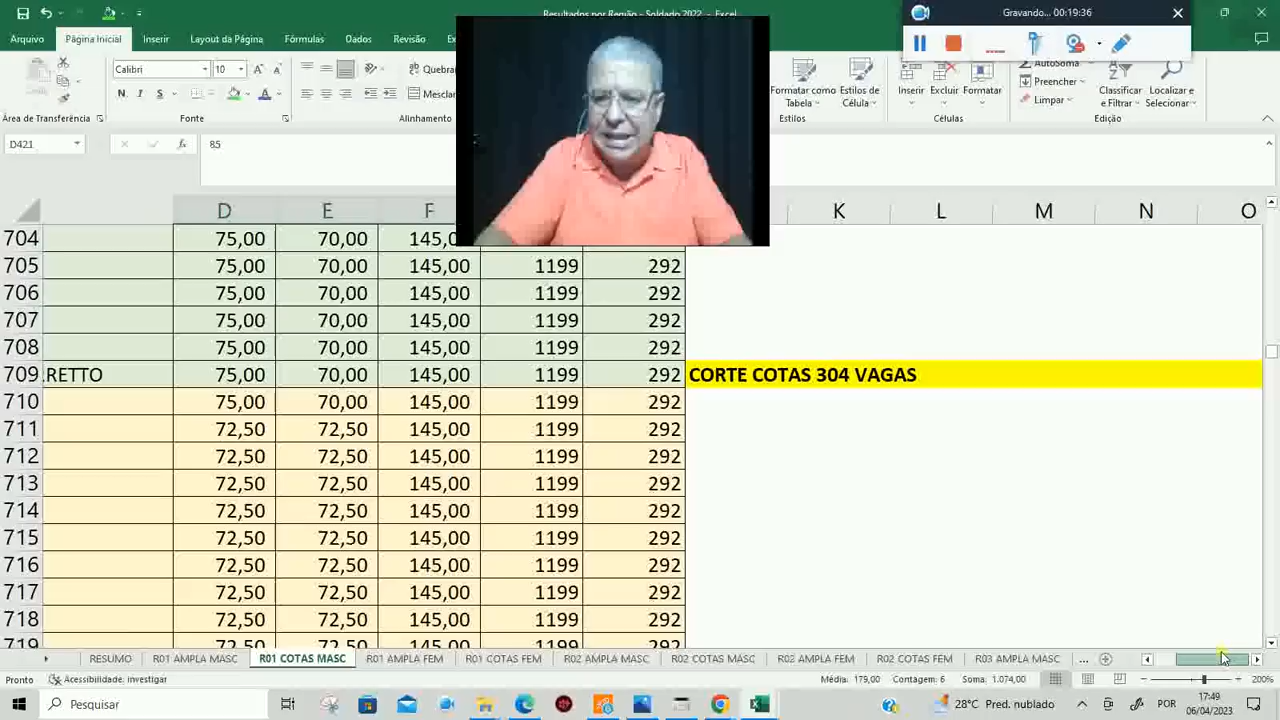 Resultados por Região - Soldado 2022 - Excel
Gravando... 00:19:36
Arquivo Página Inicial Inserir Layout da Página Fórmulas Dados Revisão
Calibri 10
N I S
Quebrar
Mesclar
AutoSoma
Preencher
Limpar
Formatar como Tabela
Estilos de Célula
Inserir Excluir Formatar
Classificar e Filtrar
Localizar e Selecionar
Área de Transferência Fonte Alinhamento Estilos Células Edição
D421 fx 85
D E F K L M N O
704 75,00 70,00
705 75,00 70,00 145,00 1199 292
706 75,00 70,00 145,00 1199 292
707 75,00 70,00 145,00 1199 292
708 75,00 70,00 145,00 1199 292
709 RETTO 75,00 70,00 145,00 1199 292 CORTE COTAS 304 VAGAS
710 75,00 70,00 145,00 1199 292
711 72,50 72,50 145,00 1199 292
712 72,50 72,50 145,00 1199 292
713 72,50 72,50 145,00 1199 292
714 72,50 72,50 145,00 1199 292
715 72,50 72,50 145,00 1199 292
716 72,50 72,50 145,00 1199 292
717 72,50 72,50 145,00 1199 292
718 72,50 72,50 145,00 1199 292
719 72,50 72,50 145,00 1199 292
RESUMO R01 AMPLA MASC R01 COTAS MASC R01 AMPLA FEM R01 COTAS FEM R02 AMPLA MASC R02 COTAS MASC R02 AMPLA FEM R02 COTAS FEM R03 AMPLA MASC ...
Pronto Acessibilidade: investigar Média: 179,00 Contagem: 6 Soma: 1.074,00 200%
Pesquisar 28°C Pred. nublado POR 17:49
06/04/2023